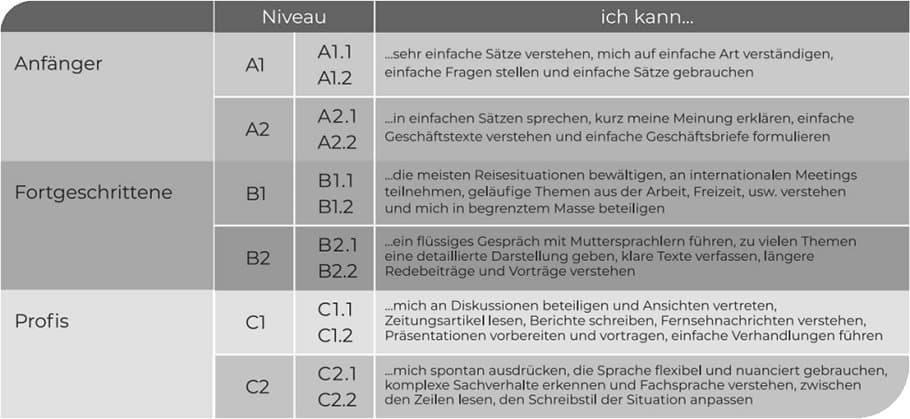 Niveau
ich kann...
Anfänger
A1
A1.1
A1.2
...sehr einfache Sätze verstehen, mich auf einfache Art verständigen,
einfache Fragen stellen und einfache Sätze gebrauchen
A2
A2.1
A2.2
...in einfachen Sätzen sprechen, kurz meine Meinung erklären, einfache
Geschäftstexte verstehen und einfache Geschäftsbriefe formulieren
Fortgeschrittene
B1
B1.1
B1.2
...die meisten Reisesituationen bewältigen, an internationalen Meetings
teilnehmen, geläufige Themen aus der Arbeit, Freizeit, usw. verstehen
und mich in begrenztem Masse beteiligen
B2
B2.1
B2.2
...ein flüssiges Gespräch mit Muttersprachlern führen, zu vielen Themen
eine detaillierte Darstellung geben, klare Texte verfassen, längere
Redebeiträge und Vorträge verstehen
Profis
C1
C1.1
C1.2
...mich an Diskussionen beteiligen und Ansichten vertreten,
Zeitungsartikel lesen, Berichte schreiben, Fernsehnachrichten verstehen,
Präsentationen vorbereiten und vortragen, einfache Verhandlungen führen
C2
C2.1
C2.2
...mich spontan ausdrücken, die Sprache flexibel und nuanciert gebrauchen,
komplexe Sachverhalte erkennen und Fachsprache verstehen, zwischen
den Zeilen lesen, den Schreibstil der Situation anpassen